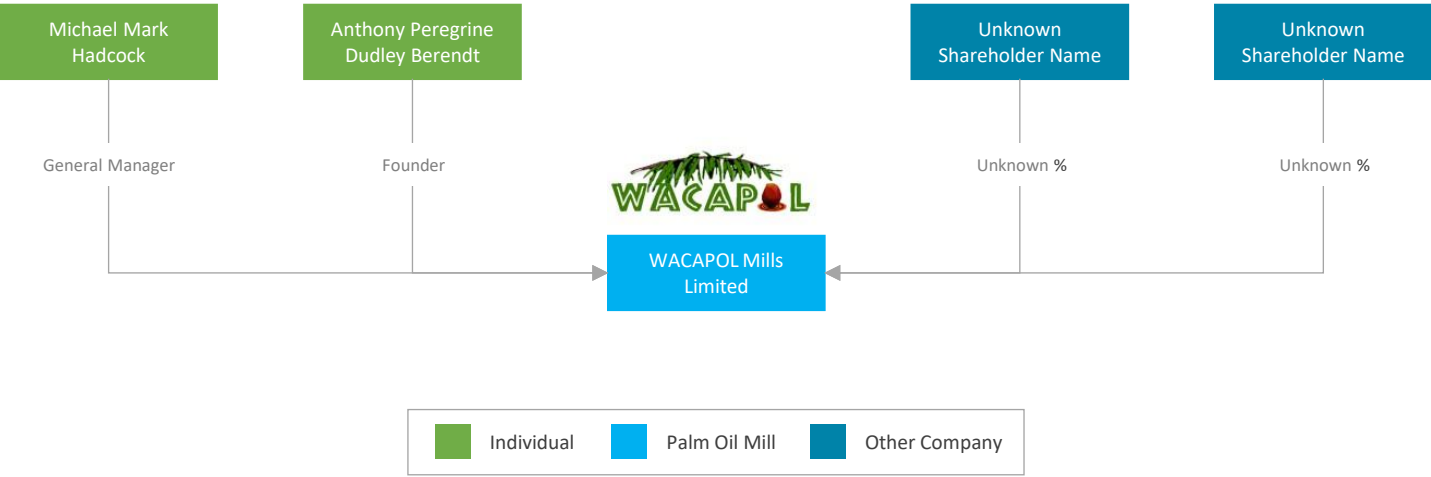 Michael Mark
Hadcock
Anthony Peregrine
Dudley Berendt
Unknown
Shareholder Name
Unknown
Shareholder Name
General Manager
Founder
Unknown %
Unknown %
WACAPOL
WACAPOL Mills
Limited
Individual
Palm Oil Mill
Other Company